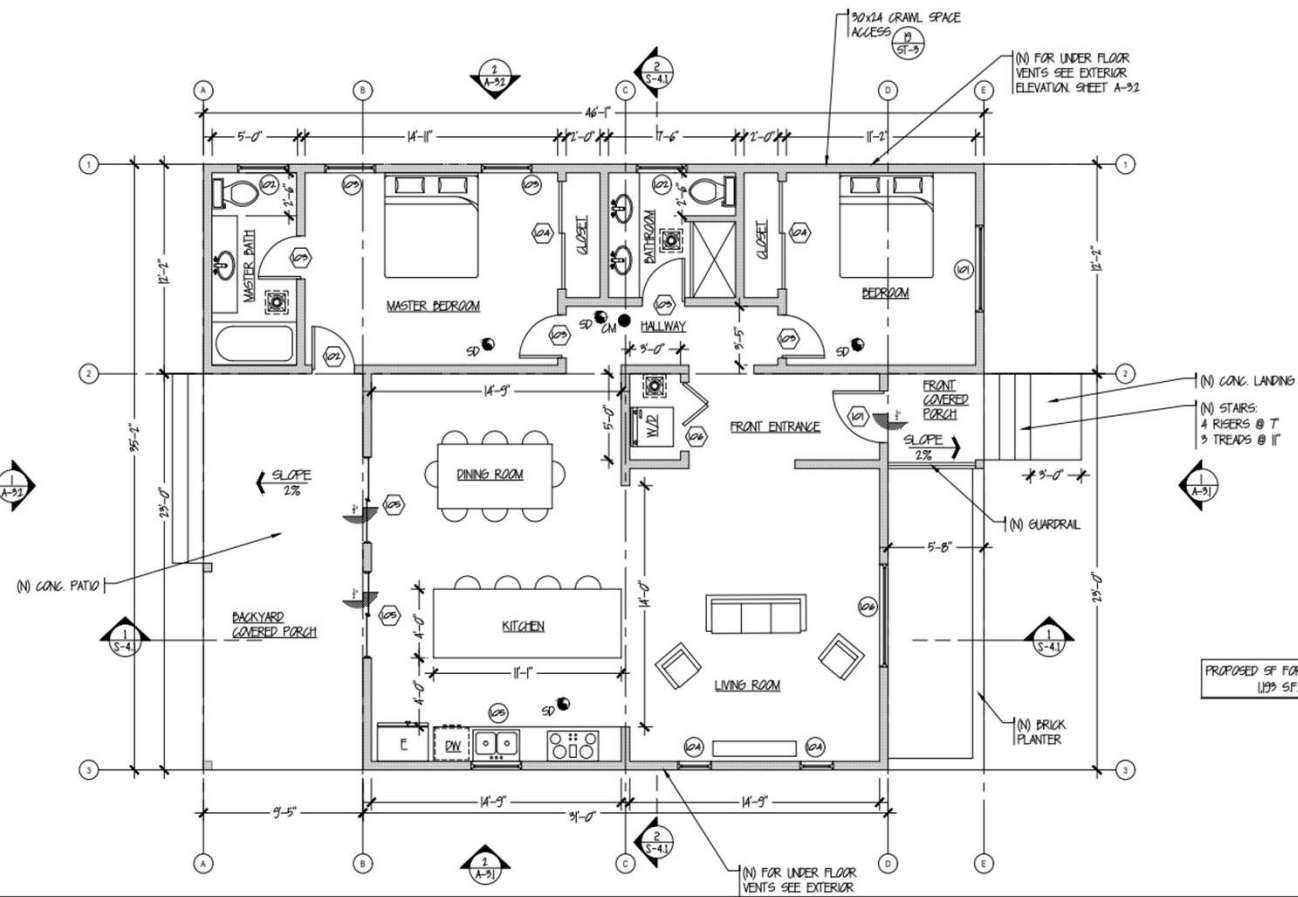 30x24 CRAWL SPACE
ACCESS
19
ST-3
(N) FOR UNDER FLOOR
VENTS SEE EXTERIOR
ELEVATION. SHEET A-3.2
2
A-3.2
2
S-4.1
A
B
C
D
E
46'-1"
5'-0"
14'-11"
2'-0"
7'-6"
2'-0"
11'-2"
1
1
102
103
103
102
2'-6"
2'-6"
104
104
CLOSET
BATHROOM
CLOSET
MASTER BATH
103
101
12'-2"
12'-2"
MASTER BEDROOM
BEDROOM
103
SD
CM
HALLWAY
103
103
SD
102
3'-0"
3'-5"
SD
2
2
35'-2"
14'-9"
5'-0"
W/D
106
FRONT ENTRANCE
101
FRONT
COVERED
PORCH
SLOPE
2%
(N) CONC. LANDING
(N) STAIRS:
4 RISERS @ 7"
3 TREADS @ 11"
3'-0"
1
A-3.2
SLOPE
2%
DINING ROOM
105
1
A-3.1
(N) GUARDRAIL
5'-8"
23'-0"
23'-0"
(N) CONC. PATIO
BACKYARD
COVERED PORCH
105
4'-0"
KITCHEN
14'-0"
106
1
S-4.1
1
S-4.1
11'-1"
4'-0"
LIVING ROOM
PROPOSED SF FOR
1,193 SF.
105
SD
F
DW
104
104
(N) BRICK
PLANTER
3
3
14'-9"
14'-9"
9'-5"
31'-0"
A
B
C
D
E
2
A-3.1
2
S-4.1
(N) FOR UNDER FLOOR
VENTS SEE EXTERIOR